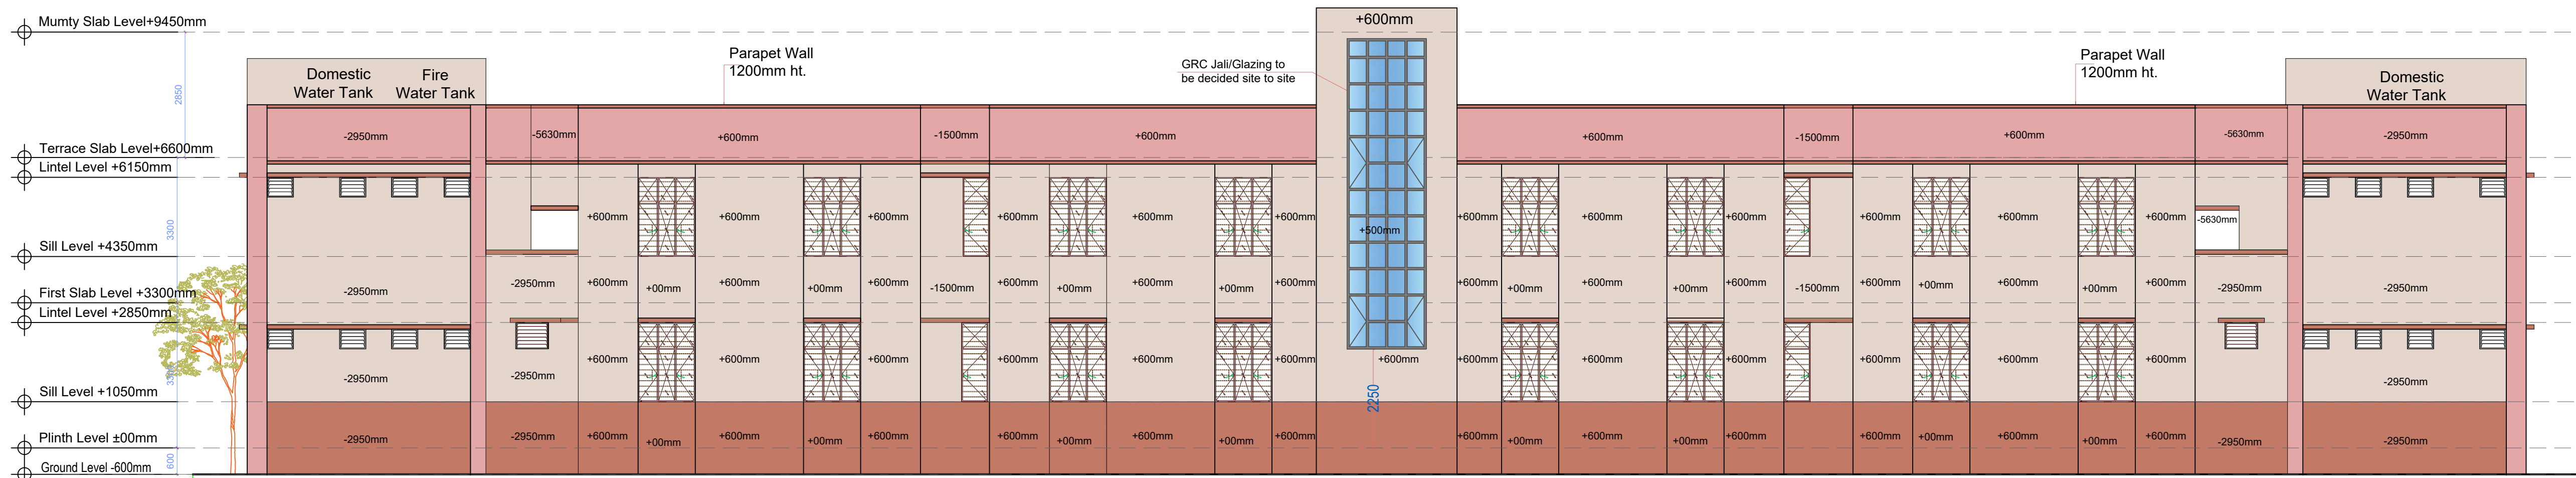 Mumty Slab Level+9450mm
2850
Terrace Slab Level+6600mm
Lintel Level +6150mm
3300
Sill Level +4350mm
First Slab Level +3300mm
Lintel Level +2850mm
Sill Level +1050mm
Plinth Level ±00mm
600
Ground Level -600mm
Domestic
Water Tank
Fire
Water Tank
Parapet Wall
1200mm ht.
GRC Jali/Glazing to
be decided site to site
+600mm
Parapet Wall
1200mm ht.
Domestic
Water Tank
-2950mm
-5630mm
+600mm
-1500mm
+600mm
+600mm
-1500mm
+600mm
-5630mm
-2950mm
+600mm
+600mm
+600mm
+600mm
+600mm
+600mm
+500mm
+600mm
+600mm
+600mm
+600mm
+600mm
+600mm
-5630mm
-2950mm
-2950mm
+600mm
+00mm
+600mm
+00mm
+600mm
-1500mm
+600mm
+00mm
+600mm
+00mm
+600mm
+600mm
+00mm
+600mm
+00mm
+600mm
-1500mm
+600mm
+00mm
+600mm
+00mm
+600mm
-2950mm
-2950mm
-2950mm
-2950mm
+600mm
+600mm
+600mm
+600mm
+600mm
+600mm
+600mm
+600mm
+600mm
+600mm
+600mm
+600mm
+600mm
-2950mm
2250
-2950mm
-2950mm
+600mm
+00mm
+600mm
+00mm
+600mm
+600mm
+00mm
+600mm
+00mm
+600mm
+600mm
+00mm
+600mm
+00mm
+600mm
+600mm
+00mm
+600mm
+00mm
+600mm
-2950mm
-2950mm